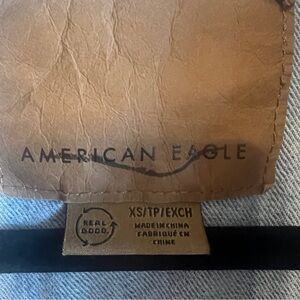 AMERICAN EAGLE
XS/TP/EXCH
REAL
GOOD.
MADE IN CHINA
FABRIQUÉ EN
CHINE